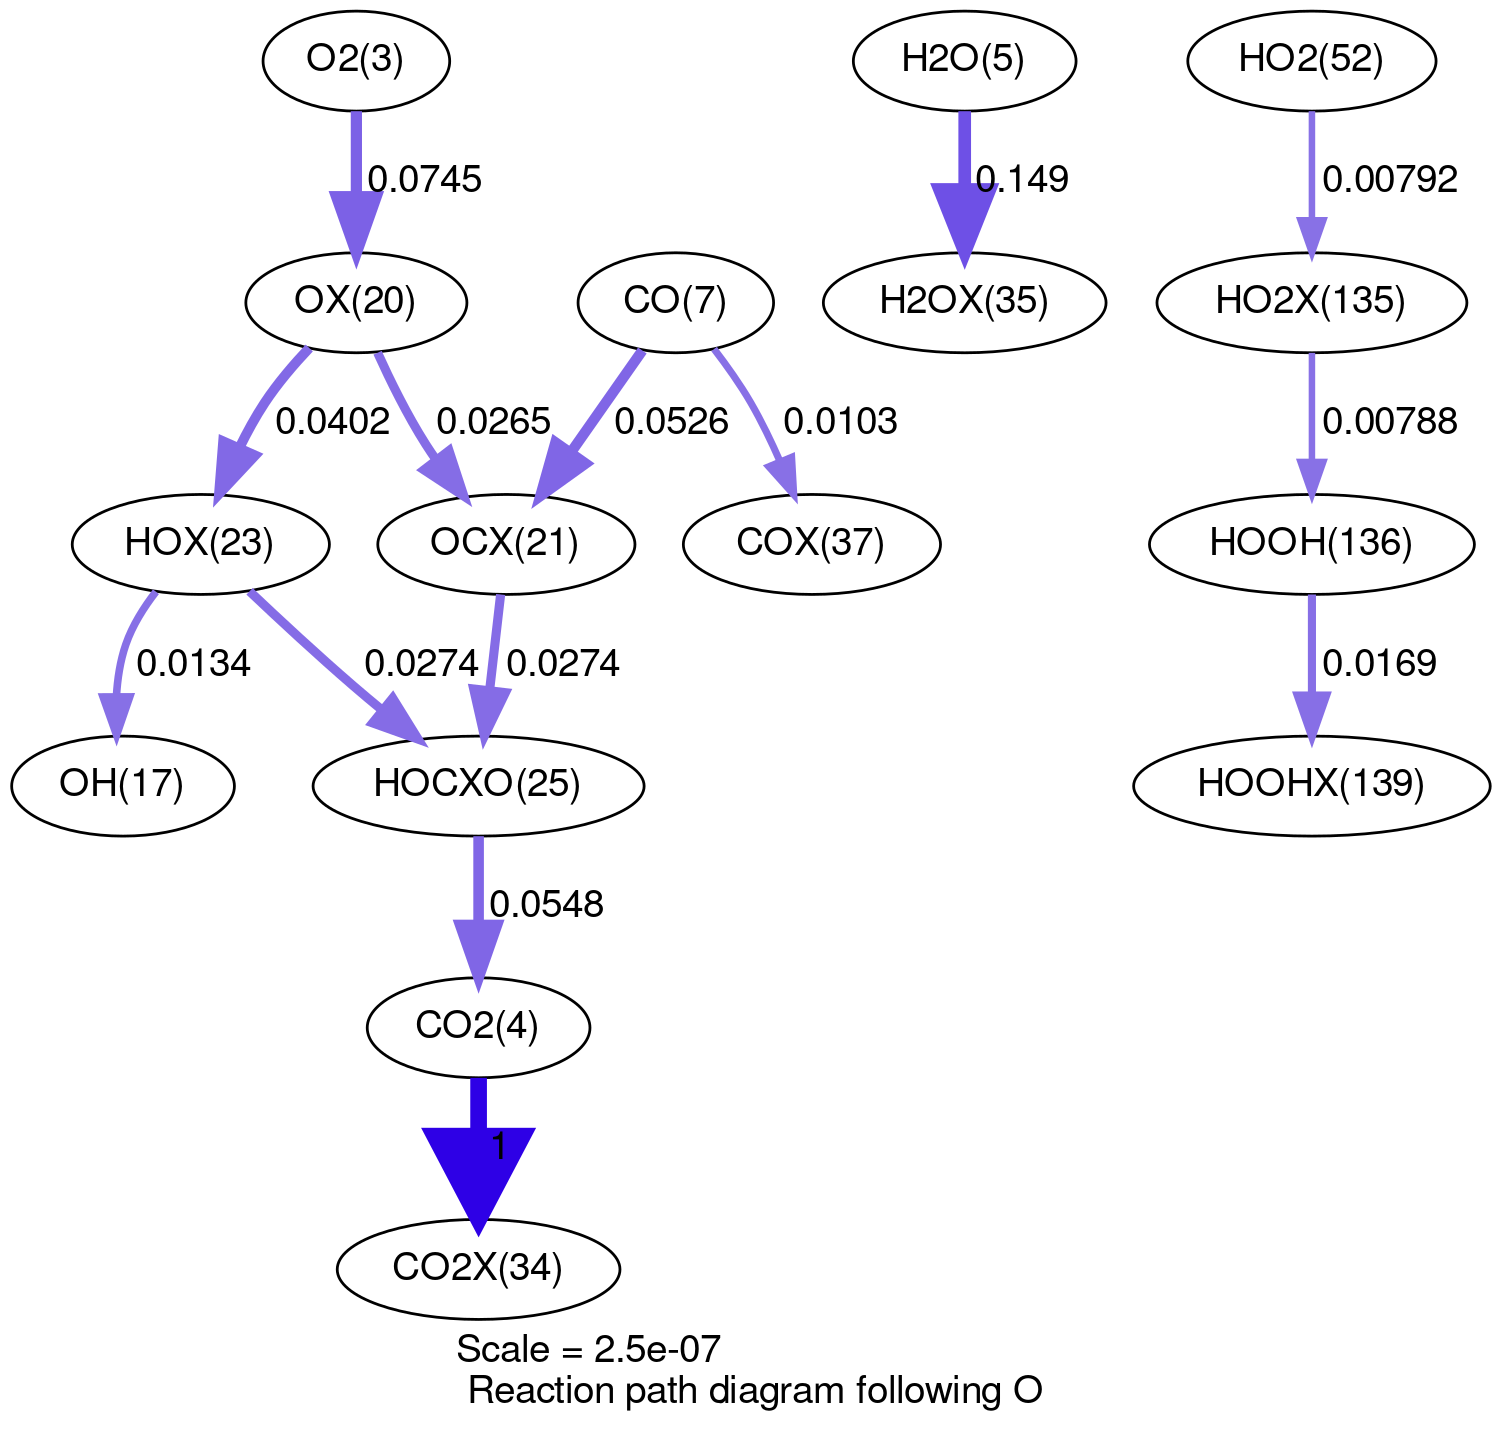 O2(3)
H2O(5)
HO2(52)
0.0745
0.149
0.00792
OX(20)
CO(7)
H2OX(35)
HO2X(135)
0.0402
0.0265
0.0526
0.0103
0.00788
HOX(23)
OCX(21)
COX(37)
HOOH(136)
0.0134
0.0274
0.0274
0.0169
OH(17)
HOCXO(25)
HOOHX(139)
0.0548
CO2(4)
1
CO2X(34)
Scale = 2.5e-07
Reaction path diagram following O